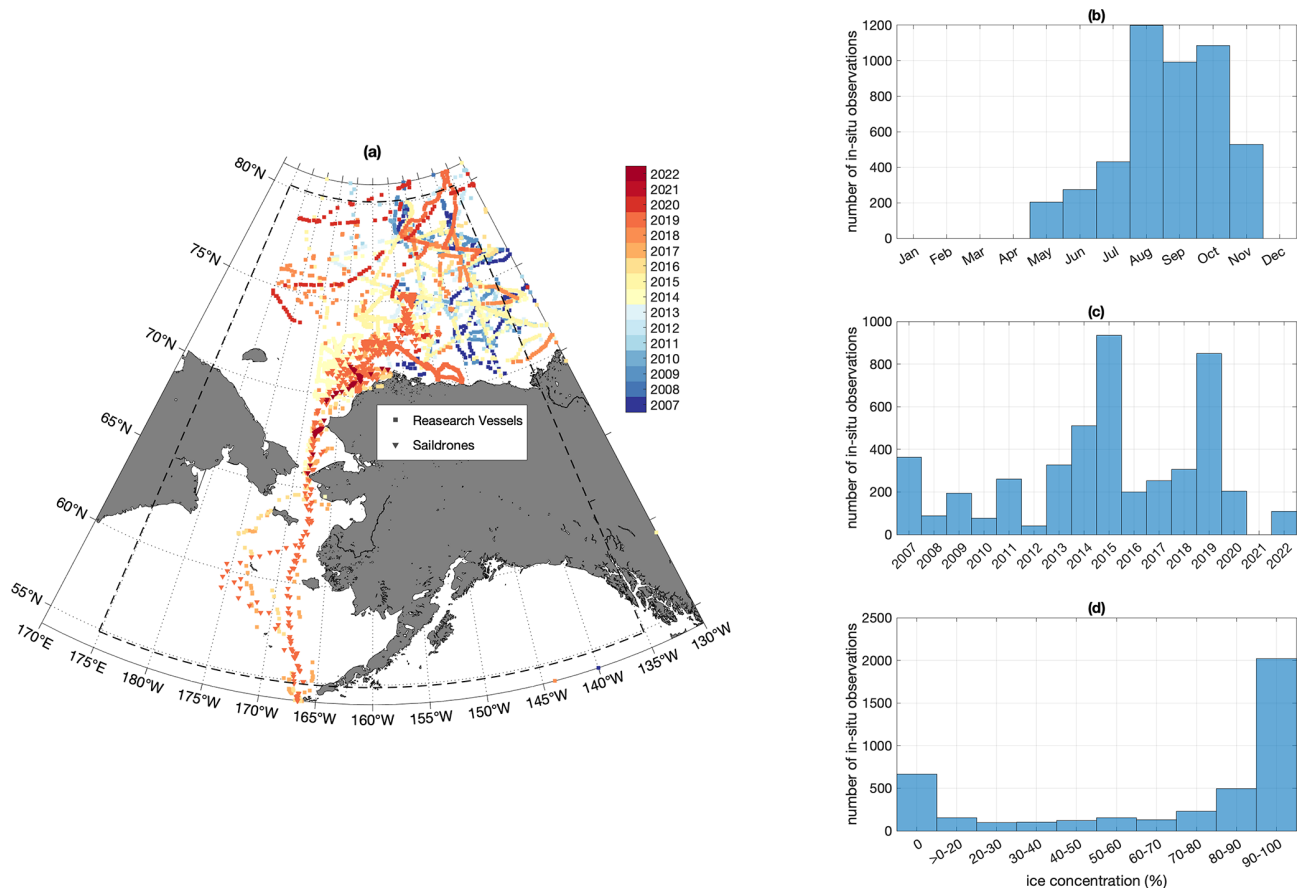 (a)
80°N
75°N
70°N
65°N
60°N
55°N
170°E
175°E
180°W
175°W
170°W
165°W
160°W
155°W
150°W
145°W
140°W
135°W
130°W
Reasearch Vessels
Saildrones
2022
2021
2020
2019
2018
2017
2016
2015
2014
2013
2012
2011
2010
2009
2008
2007
(b)
number of in-situ observations
1200
1000
800
600
400
200
0
Jan Feb Mar Apr May Jun Jul Aug Sep Oct Nov Dec
(c)
number of in-situ observations
1000
800
600
400
200
0
2007 2008 2009 2010 2011 2012 2013 2014 2015 2016 2017 2018 2019 2020 2021 2022
(d)
number of in-situ observations
2500
2000
1500
1000
500
0
0 >0-20 20-30 30-40 40-50 50-60 60-70 70-80 80-90 90-100
ice concentration (%)